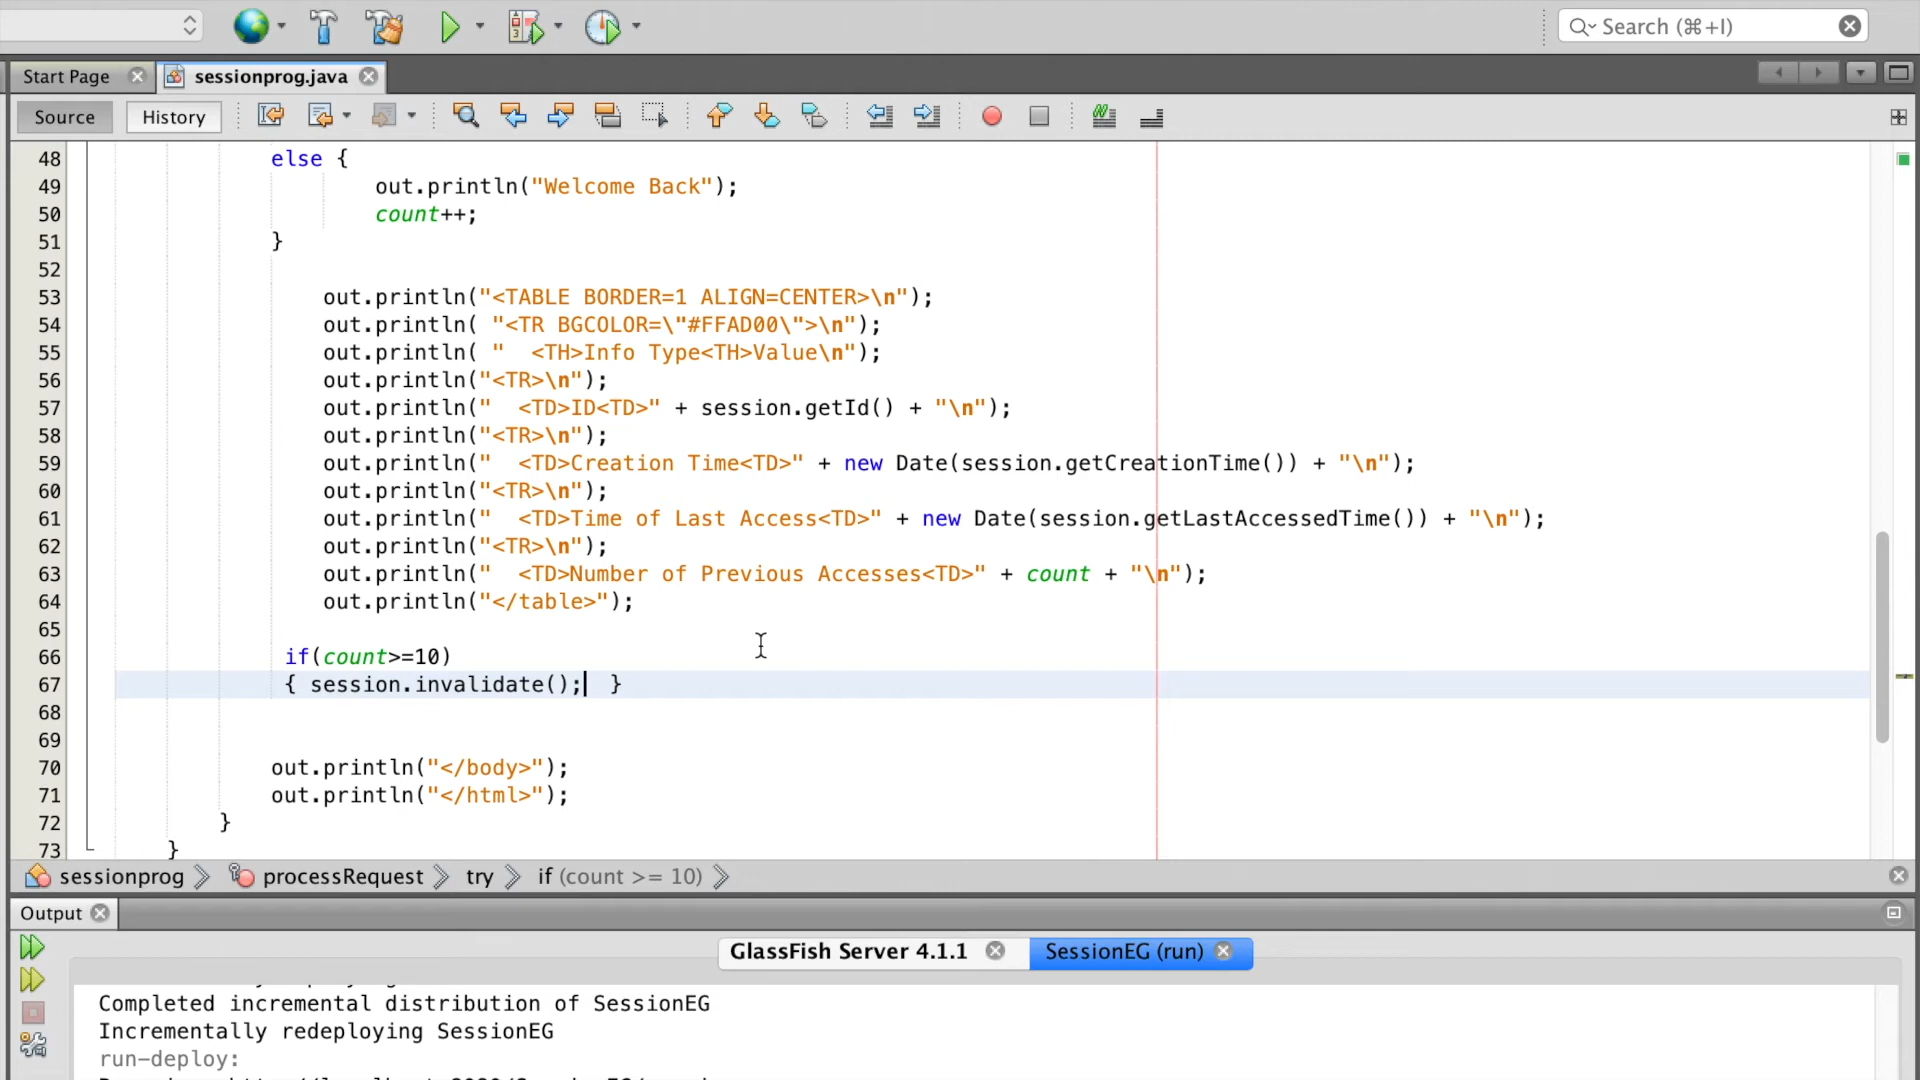 Search (⌘+I)
Start Page
sessionprog.java
Source
History
48 else {
49 out.println("Welcome Back");
50 count++;
51 }
52
53 out.println("<TABLE BORDER=1 ALIGN=CENTER>\n");
54 out.println( "<TR BGCOLOR=\"#FFAD00\">\n");
55 out.println( "  <TH>Info Type<TH>Value\n");
56 out.println("<TR>\n");
57 out.println("  <TD>ID<TD>" + session.getId() + "\n");
58 out.println("<TR>\n");
59 out.println("  <TD>Creation Time<TD>" + new Date(session.getCreationTime()) + "\n");
60 out.println("<TR>\n");
61 out.println("  <TD>Time of Last Access<TD>" + new Date(session.getLastAccessedTime()) + "\n");
62 out.println("<TR>\n");
63 out.println("  <TD>Number of Previous Accesses<TD>" + count + "\n");
64 out.println("</table>");
65
66 if(count>=10)
67 { session.invalidate();  }
68
69
70 out.println("</body>");
71 out.println("</html>");
72 }
73 }
sessionprog processRequest try if (count >= 10)
Output
GlassFish Server 4.1.1
SessionEG (run)
Completed incremental distribution of SessionEG
Incrementally redeploying SessionEG
run-deploy: